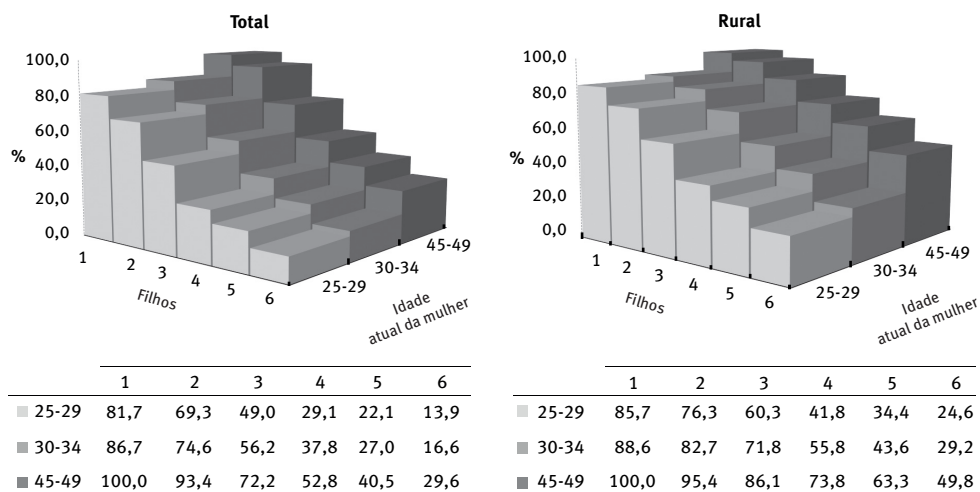 Total
100,0
80,0
60,0
40,0
20,0
0,0
%
1 2 3 4 5 6
Filhos
25-29
30-34
45-49
Idade
atual da mulher
1 2 3 4 5 6
25-29 81,7 69,3 49,0 29,1 22,1 13,9
30-34 86,7 74,6 56,2 37,8 27,0 16,6
45-49 100,0 93,4 72,2 52,8 40,5 29,6
Rural
100,0
80,0
60,0
40,0
20,0
0,0
%
1 2 3 4 5 6
Filhos
25-29
30-34
45-49
Idade
atual da mulher
1 2 3 4 5 6
25-29 85,7 76,3 60,3 41,8 34,4 24,6
30-34 88,6 82,7 71,8 55,8 43,6 29,2
45-49 100,0 95,4 86,1 73,8 63,3 49,8